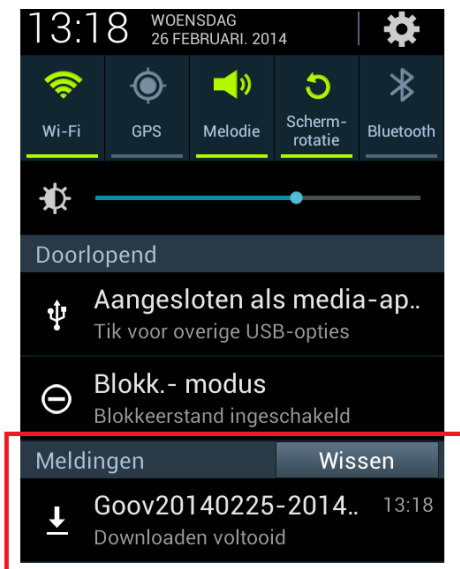 13:18
WOENSDAG
26 FEBRUARI. 2014
Wi-Fi
GPS
Melodie
Scherm-
rotatie
Bluetooth
Doorlopend
Aangesloten als media-ap..
Tik voor overige USB-opties
Blokk.- modus
Blokkeerstand ingeschakeld
Meldingen Wissen
Goov20140225-2014.. 13:18
Downloaden voltooid